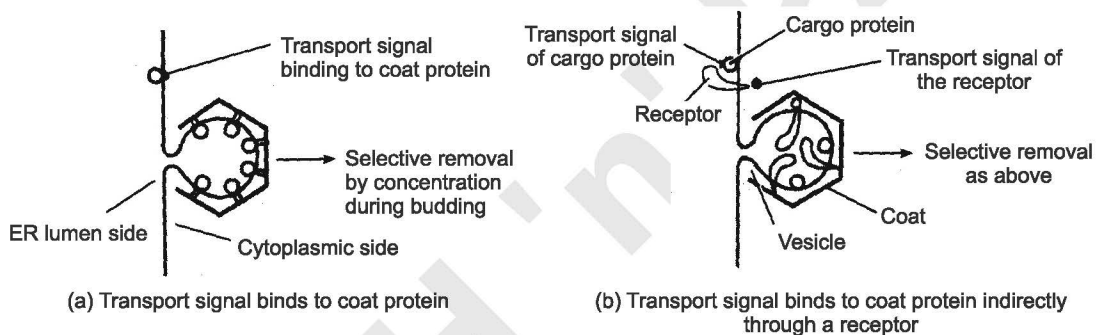 Transport signal
binding to coat protein
Selective removal
by concentration
during budding
ER lumen side
Cytoplasmic side
(a) Transport signal binds to coat protein
Cargo protein
Transport signal
of cargo protein
Transport signal of
the receptor
Receptor
Selective removal
as above
Coat
Vesicle
(b) Transport signal binds to coat protein indirectly
through a receptor